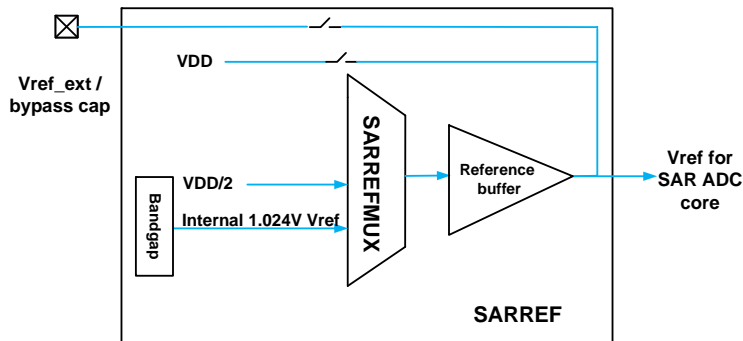 VDD
Vref_ext /
bypass cap
SARREFMUX
Reference
buffer
Vref for
SAR ADC
core
Bandgap
VDD/2
Internal 1.024V Vref
SARREF